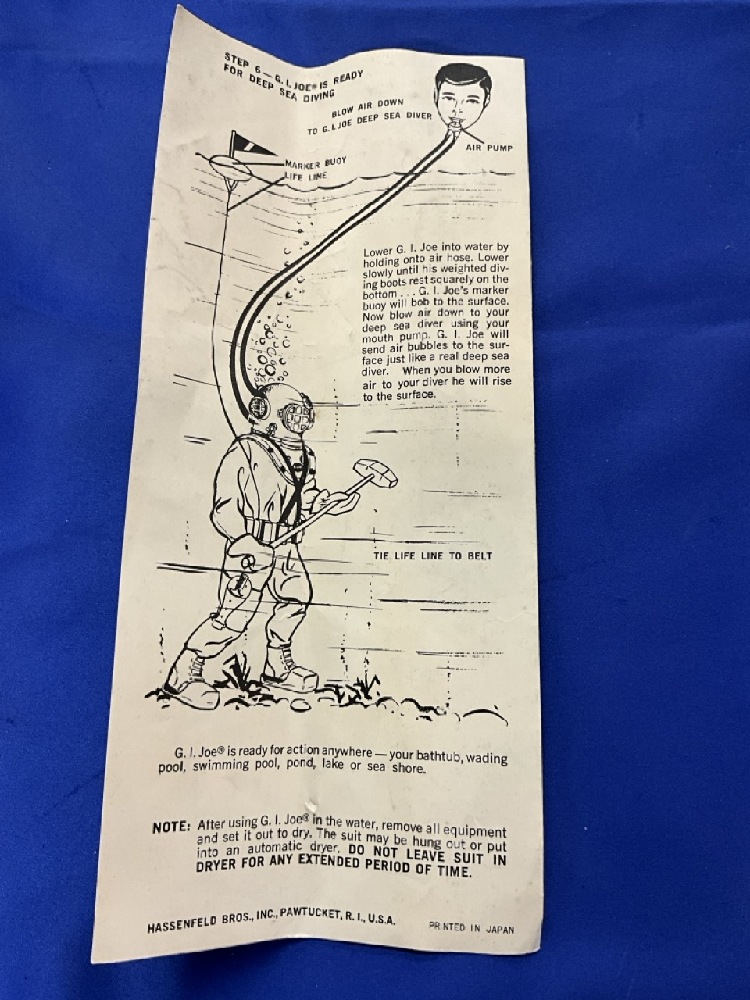 STEP 6 — G. I. JOE® IS READY
FOR DEEP SEA DIVING
BLOW AIR DOWN
TO G. I. JOE DEEP SEA DIVER
AIR PUMP
MARKER BUOY
LIFE LINE
Lower G. I. Joe into water by
holding onto air hose. Lower
slowly until his weighted div-
ing boots rest squarely on the
bottom . . . G. I. Joe's marker
buoy will bob to the surface.
Now blow air down to your
deep sea diver using your
mouth pump. G. I. Joe will
send air bubbles to the sur-
face just like a real deep sea
diver. When you blow more
air to your diver he will rise
to the surface.
TIE LIFE LINE TO BELT
G. I. Joe® is ready for action anywhere — your bathtub, wading
pool, swimming pool, pond, lake or sea shore.
NOTE: After using G. I. Joe® in the water, remove all equipment
and set it out to dry. The suit may be hung out or put
into an automatic dryer. DO NOT LEAVE SUIT IN
DRYER FOR ANY EXTENDED PERIOD OF TIME.
HASSENFELD BROS., INC., PAWTUCKET, R. I., U.S.A.
PRINTED IN JAPAN